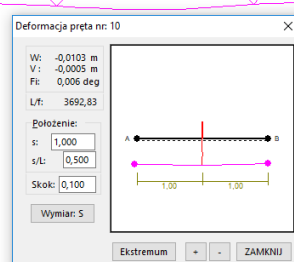 Deformacja pręta nr: 10
W: -0,0103 m
V : -0,0005 m
Fi: 0,006 deg
L/f: 3692,83
Położenie:
s: 1,000
s/L: 0,500
Skok: 0,100
Wymiar: S
A
B
1,00 1,00
Ekstremum + - ZAMKNIJ